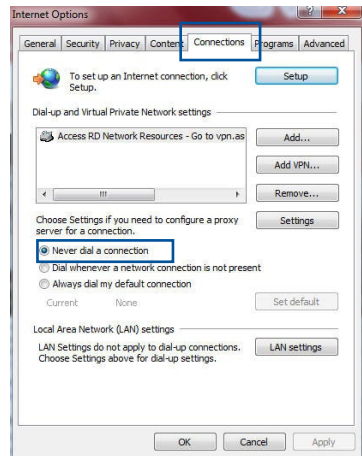 Internet Options
General Security Privacy Content Connections Programs Advanced
To set up an Internet connection, click
Setup.
Setup
Dial-up and Virtual Private Network settings
Access RD Network Resources - Go to vpn.as
Add...
Add VPN...
Remove...
Choose Settings if you need to configure a proxy
server for a connection.
Settings
Never dial a connection
Dial whenever a network connection is not present
Always dial my default connection
Current None
Set default
Local Area Network (LAN) settings
LAN Settings do not apply to dial-up connections.
Choose Settings above for dial-up settings.
LAN settings
OK Cancel Apply